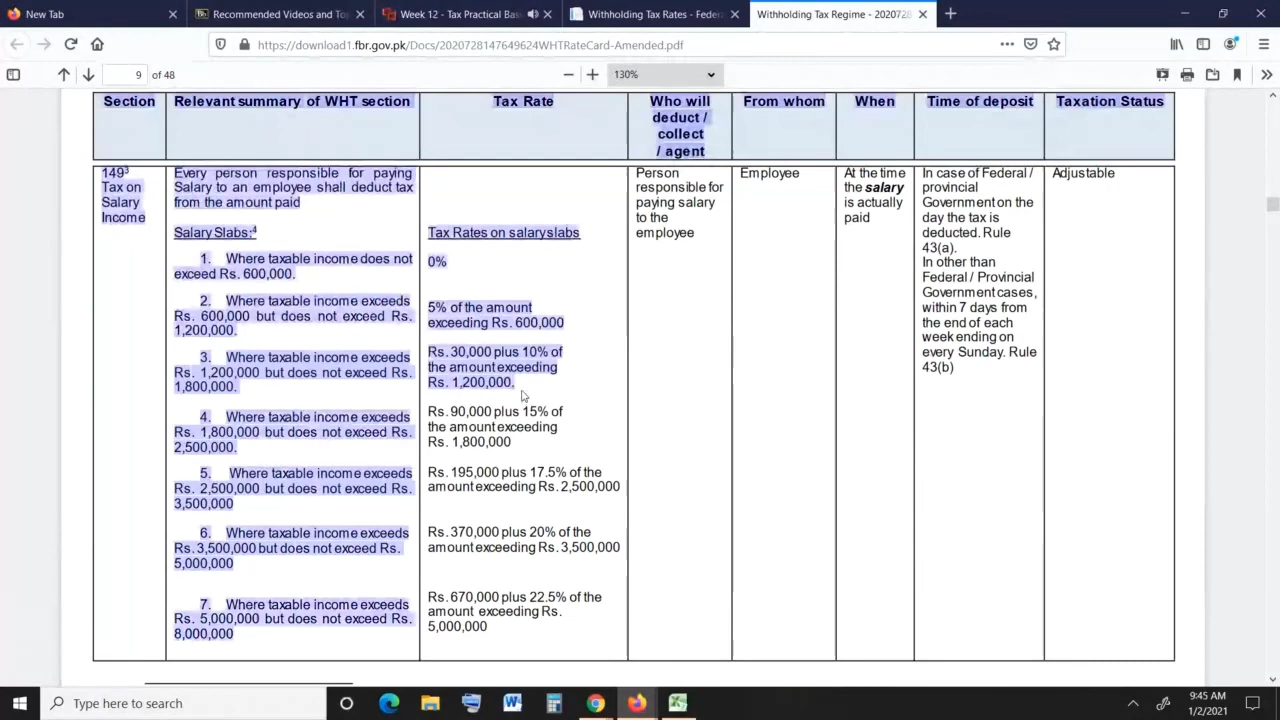 New Tab
Recommended Videos and To
Week 12 - Tax Practical Bas
Withholding Tax Rates - Feder
Withholding Tax Regime - 2020728
https://download1.fbr.gov.pk/Docs/2020728147649624WHTRateCard-Amended.pdf
9 of 48
130%
Section
Relevant summary of WHT section
Tax Rate
Who will
deduct /
collect
/ agent
From whom
When
Time of deposit
Taxation Status
149³
Tax on
Salary
Income
Every person responsible for paying
Salary to an employee shall deduct tax
from the amount paid
Salary Slabs:⁴
1. Where taxable income does not
exceed Rs. 600,000.
2. Where taxable income exceeds
Rs. 600,000 but does not exceed Rs.
1,200,000.
3. Where taxable income exceeds
Rs. 1,200,000 but does not exceed Rs.
1,800,000.
4. Where taxable income exceeds
Rs. 1,800,000 but does not exceed Rs.
2,500,000.
5. Where taxable income exceeds
Rs. 2,500,000 but does not exceed Rs.
3,500,000
6. Where taxable income exceeds
Rs. 3,500,000 but does not exceed Rs.
5,000,000
7. Where taxable income exceeds
Rs. 5,000,000 but does not exceed Rs.
8,000,000
Tax Rates on salary slabs
0%
5% of the amount
exceeding Rs. 600,000
Rs. 30,000 plus 10% of
the amount exceeding
Rs. 1,200,000.
Rs. 90,000 plus 15% of
the amount exceeding
Rs. 1,800,000
Rs. 195,000 plus 17.5% of the
amount exceeding Rs. 2,500,000
Rs. 370,000 plus 20% of the
amount exceeding Rs. 3,500,000
Rs. 670,000 plus 22.5% of the
amount exceeding Rs.
5,000,000
Person
responsible for
paying salary
to the
employee
Employee
At the time
the salary
is actually
paid
In case of Federal /
provincial
Government on the
day the tax is
deducted. Rule
43(a).
In other than
Federal / Provincial
Government cases,
within 7 days from
the end of each
week ending on
every Sunday. Rule
43(b)
Adjustable
Type here to search
9:45 AM
1/2/2021